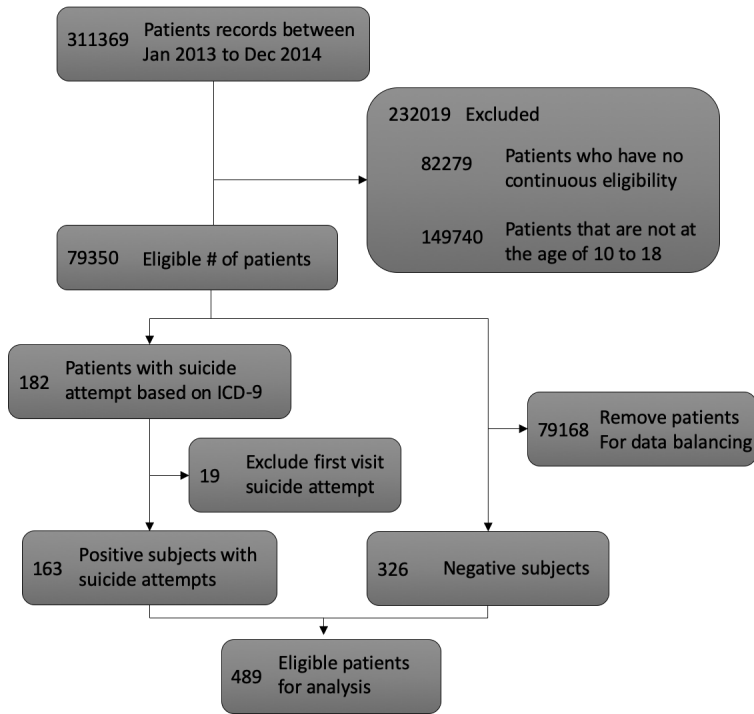 311369 Patients records between
Jan 2013 to Dec 2014
232019 Excluded
82279 Patients who have no
continuous eligibility
149740 Patients that are not at
the age of 10 to 18
79350 Eligible # of patients
182 Patients with suicide
attempt based on ICD-9
79168 Remove patients
For data balancing
19 Exclude first visit
suicide attempt
163 Positive subjects with
suicide attempts
326 Negative subjects
489 Eligible patients
for analysis